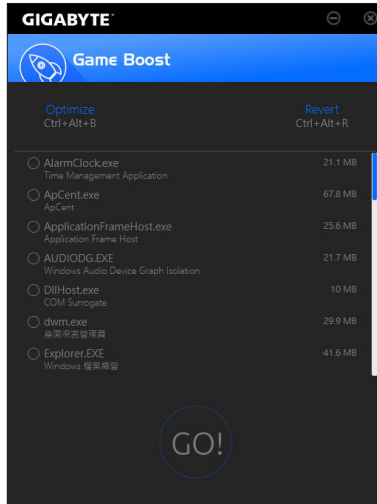 GIGABYTE™
Game Boost
Optimize
Ctrl+Alt+B
Revert
Ctrl+Alt+R
AlarmClock.exe 21.1 MB
Time Management Application
ApCent.exe 67.8 MB
ApCent
ApplicationFrameHost.exe 25.6 MB
Application Frame Host
AUDIODG.EXE 21.7 MB
Windows Audio Device Graph Isolation
DllHost.exe 10 MB
COM Surrogate
dwm.exe 29.9 MB
桌面視窗管理員
Explorer.EXE 41.6 MB
Windows 檔案總管
GO!